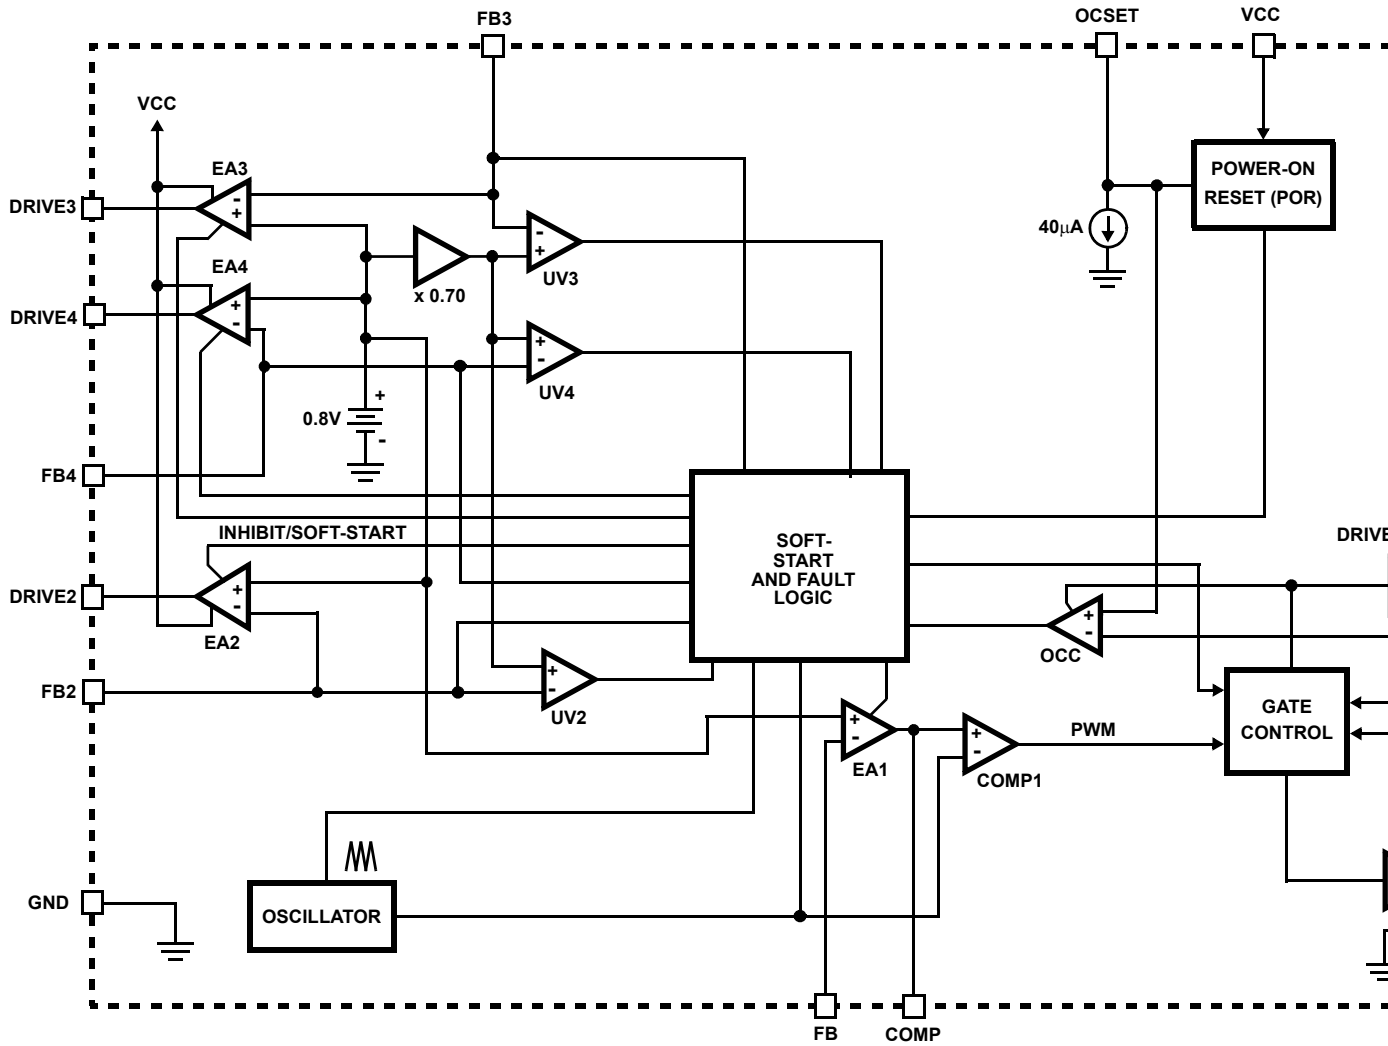 FB3
OCSET
VCC
VCC
EA3
DRIVE3
-
+
POWER-ON
RESET (POR)
40µA
-
+
UV3
EA4
x 0.70
DRIVE4
+
-
+
-
UV4
+
0.8V
-
FB4
INHIBIT/SOFT-START
SOFT-
START
AND FAULT
LOGIC
DRIVE
DRIVE2
+
-
EA2
+
-
OCC
FB2
+
-
UV2
GATE
CONTROL
+
-
EA1
+
-
COMP1
PWM
GND
OSCILLATOR
FB
COMP